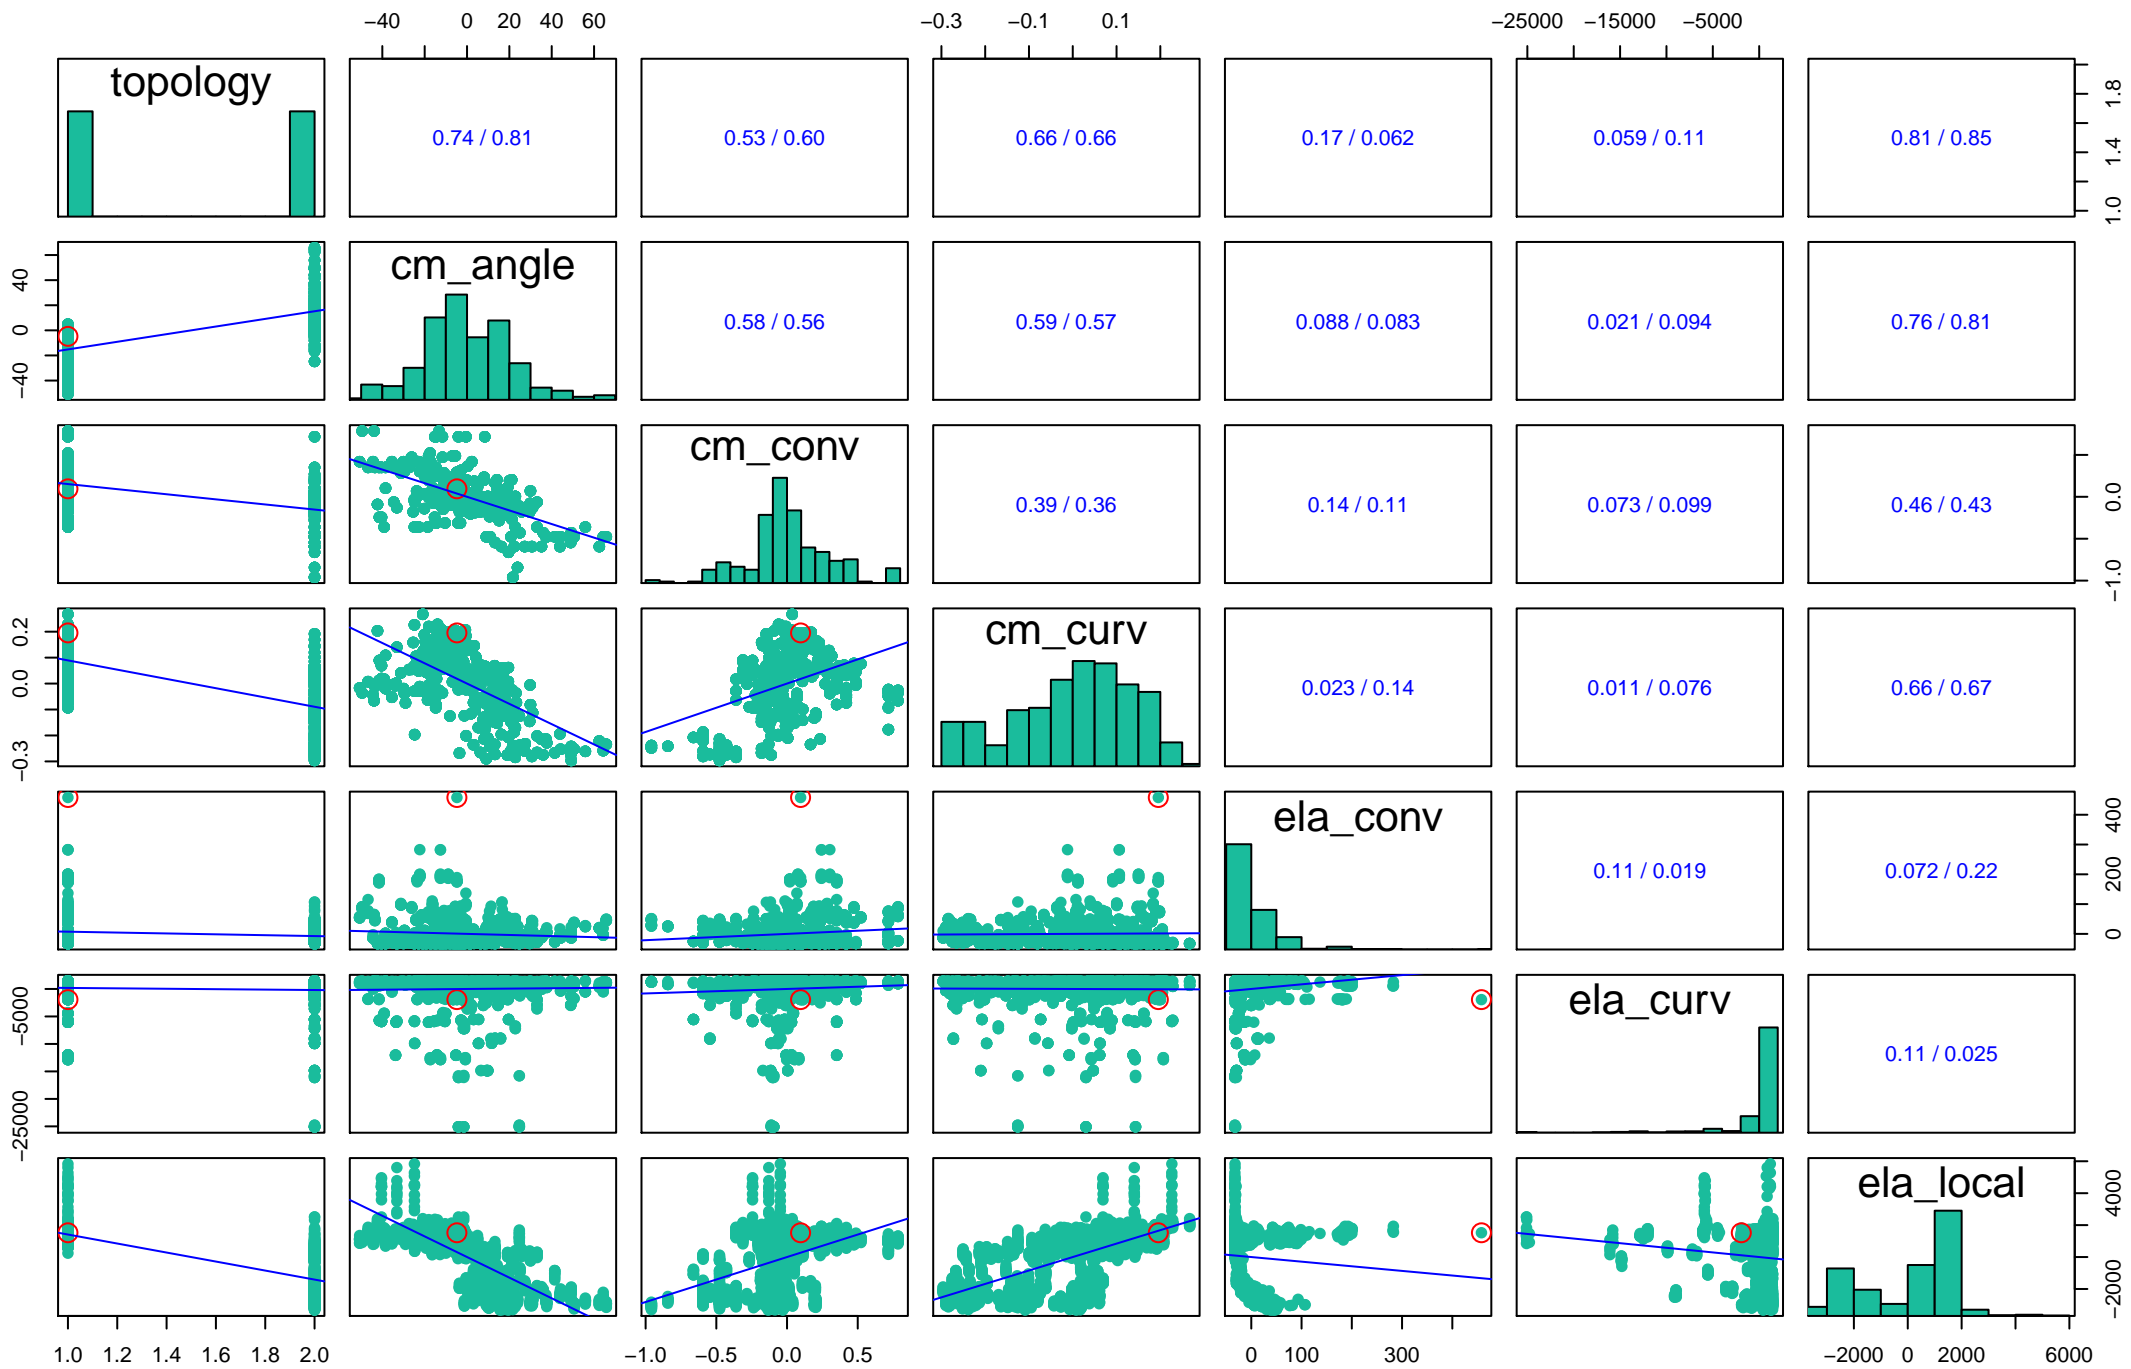 −40 0 20 40 60 −0.3 −0.1 0.1 −25000 −15000 −5000
topology 0.74 / 0.81 0.53 / 0.60 0.66 / 0.66 0.17 / 0.062 0.059 / 0.11 0.81 / 0.85 1.0 1.4 1.8
−40 0 40 cm_angle 0.58 / 0.56 0.59 / 0.57 0.088 / 0.083 0.021 / 0.094 0.76 / 0.81
cm_conv 0.39 / 0.36 0.14 / 0.11 0.073 / 0.099 0.46 / 0.43 −1.0 0.0
−0.3 0.0 0.2 cm_curv 0.023 / 0.14 0.011 / 0.076 0.66 / 0.67
ela_conv 0.11 / 0.019 0.072 / 0.22 0 200 400
−25000 −5000 ela_curv 0.11 / 0.025
ela_local −2000 4000
1.0 1.2 1.4 1.6 1.8 2.0 −1.0 −0.5 0.0 0.5 0 100 300 −2000 0 2000 6000